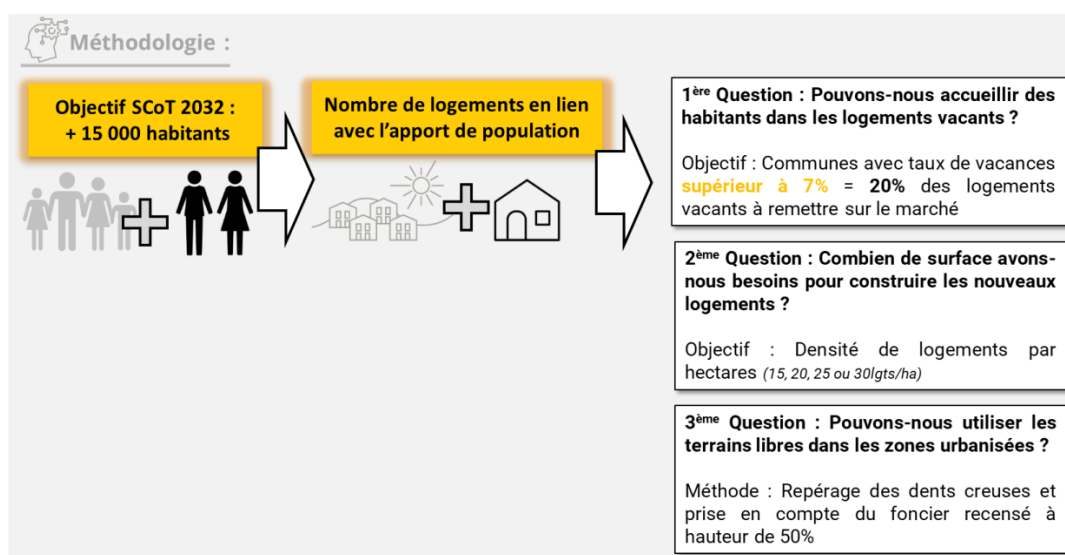 Méthodologie :
Objectif SCoT 2032 :
+ 15 000 habitants
Nombre de logements en lien
avec l'apport de population
1ère Question : Pouvons-nous accueillir des
habitants dans les logements vacants ?
Objectif : Communes avec taux de vacances
supérieur à 7% = 20% des logements
vacants à remettre sur le marché
2ème Question : Combien de surface avons-
nous besoins pour construire les nouveaux
logements ?
Objectif : Densité de logements par
hectares (15, 20, 25 ou 30lgts/ha)
3ème Question : Pouvons-nous utiliser les
terrains libres dans les zones urbanisées ?
Méthode : Repérage des dents creuses et
prise en compte du foncier recensé à
hauteur de 50%